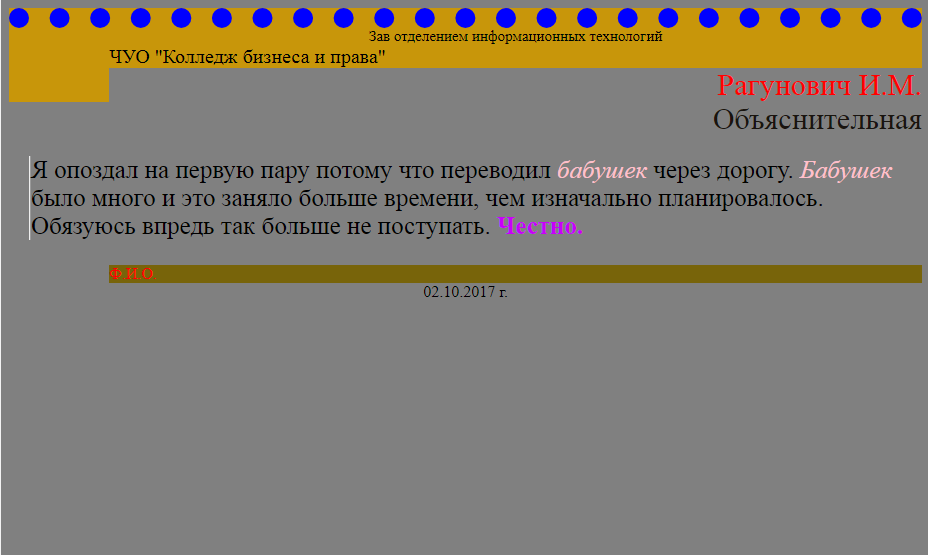 Зав отделением информационных технологий
ЧУО "Колледж бизнеса и права"
Рагунович И.М.
Объяснительная
Я опоздал на первую пару потому что переводил бабушек через дорогу. Бабушек
было много и это заняло больше времени, чем изначально планировалось.
Обязуюсь впредь так больше не поступать. Честно.
Ф.И.О.
02.10.2017 г.